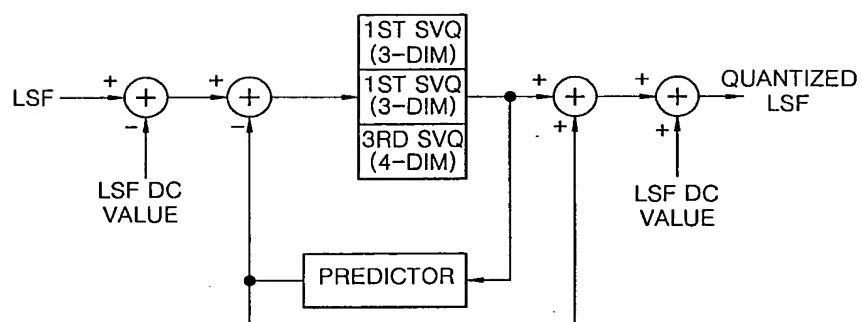 1ST SVQ
(3-DIM)
1ST SVQ
(3-DIM)
3RD SVQ
(4-DIM)
LSF
+
+
+
+
-
-
LSF DC
VALUE
+
+
+
+
+
+
QUANTIZED
LSF
LSF DC
VALUE
PREDICTOR